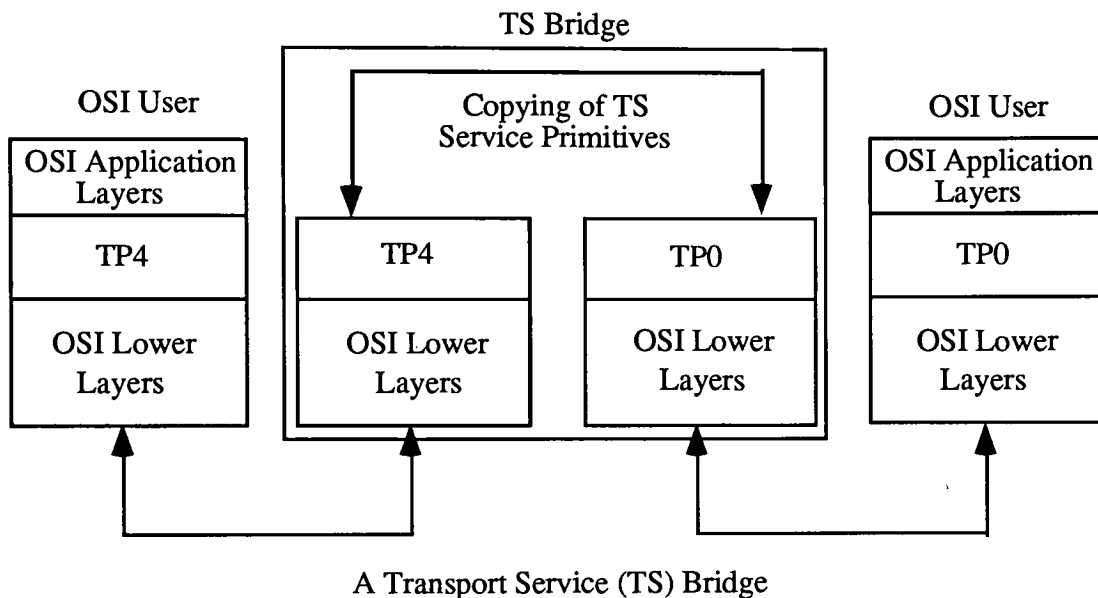 TS Bridge
OSI User
Copying of TS
Service Primitives
OSI User
OSI Application
Layers
TP4
OSI Lower
Layers
TP4
OSI Lower
Layers
TP0
OSI Lower
Layers
OSI Application
Layers
TP0
OSI Lower
Layers
A Transport Service (TS) Bridge